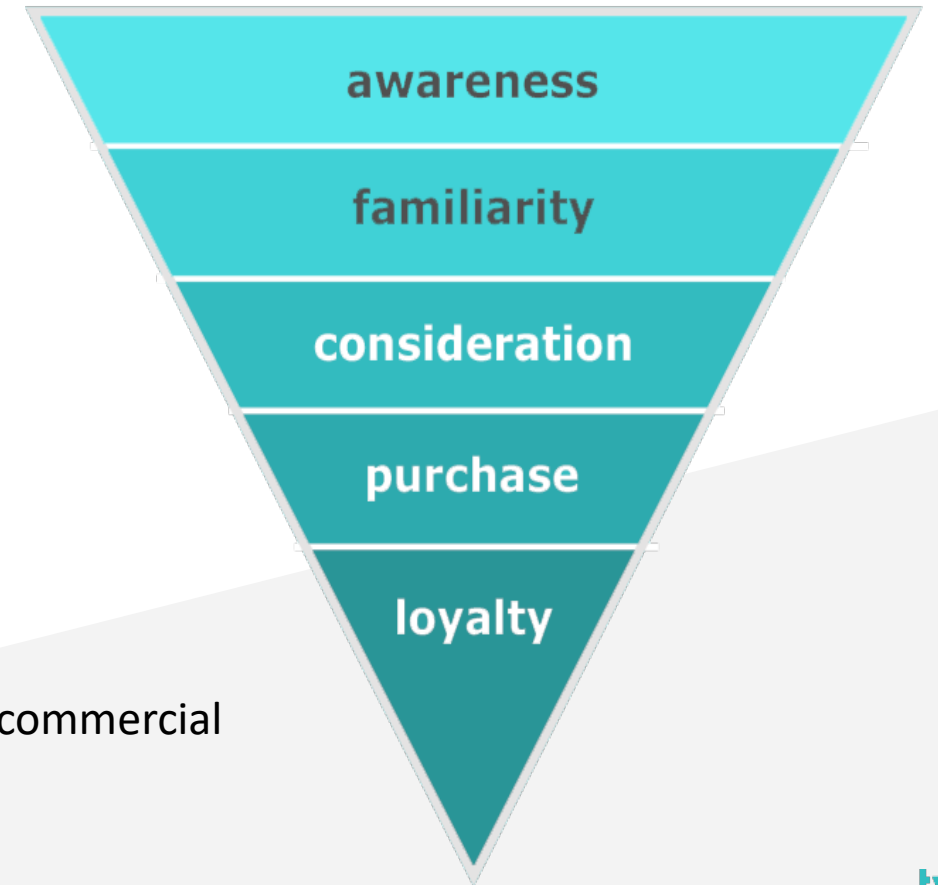 awareness
familiarity
consideration
purchase
loyalty
commercial